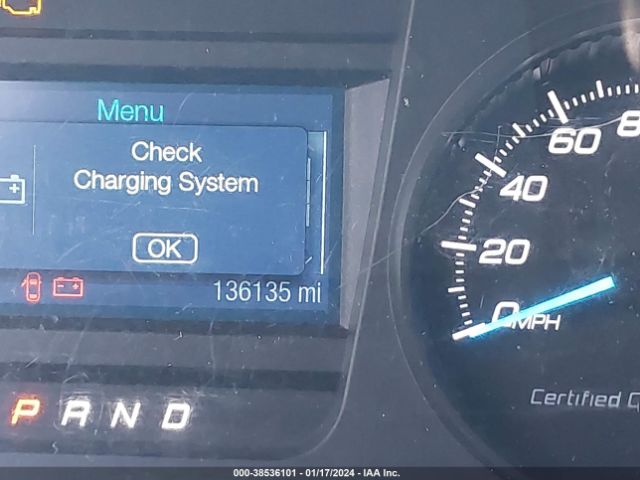 Menu
Check
Charging System
OK
136135 mi
P R N D
80
60
40
20
0 MPH
Certified
000-38536101 - 01/17/2024 - IAA Inc.